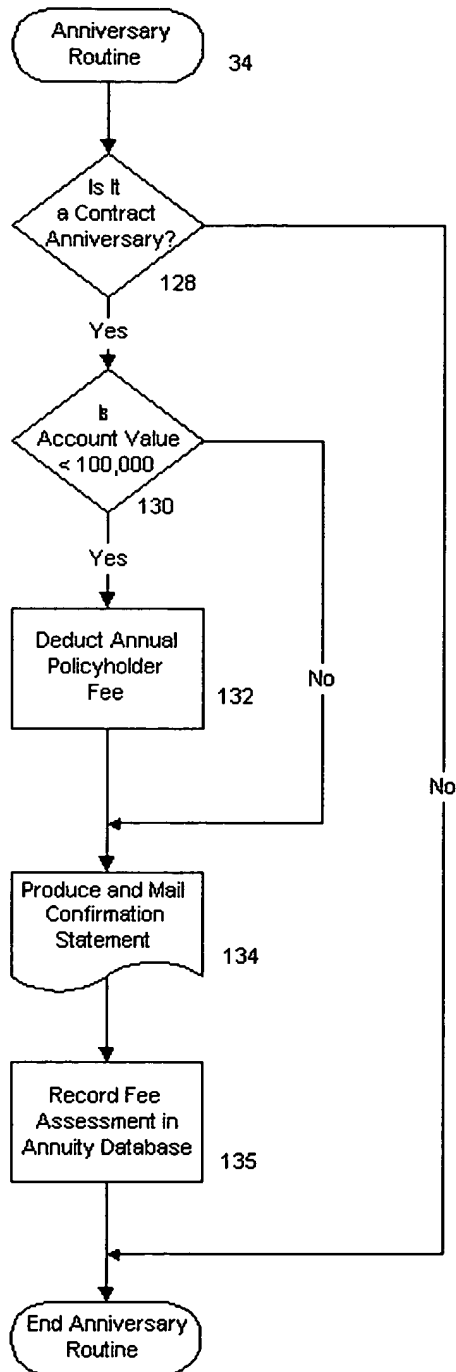 Anniversary
Routine
34
Is It
a Contract
Anniversary?
128
Yes
Is
Account Value
< 100,000
130
Yes
Deduct Annual
Policyholder
Fee
132
No
No
Produce and Mail
Confirmation
Statement
134
Record Fee
Assessment in
Annuity Database
135
End Anniversary
Routine